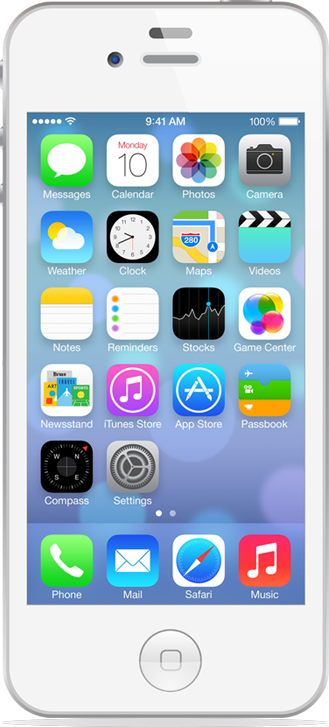 9:41 AM 100%
Monday
10
Messages Calendar Photos Camera
280
Weather Clock Maps Videos
Notes Reminders Stocks Game Center
Newsstand iTunes Store App Store Passbook
N
W E
S
Compass Settings
Phone Mail Safari Music